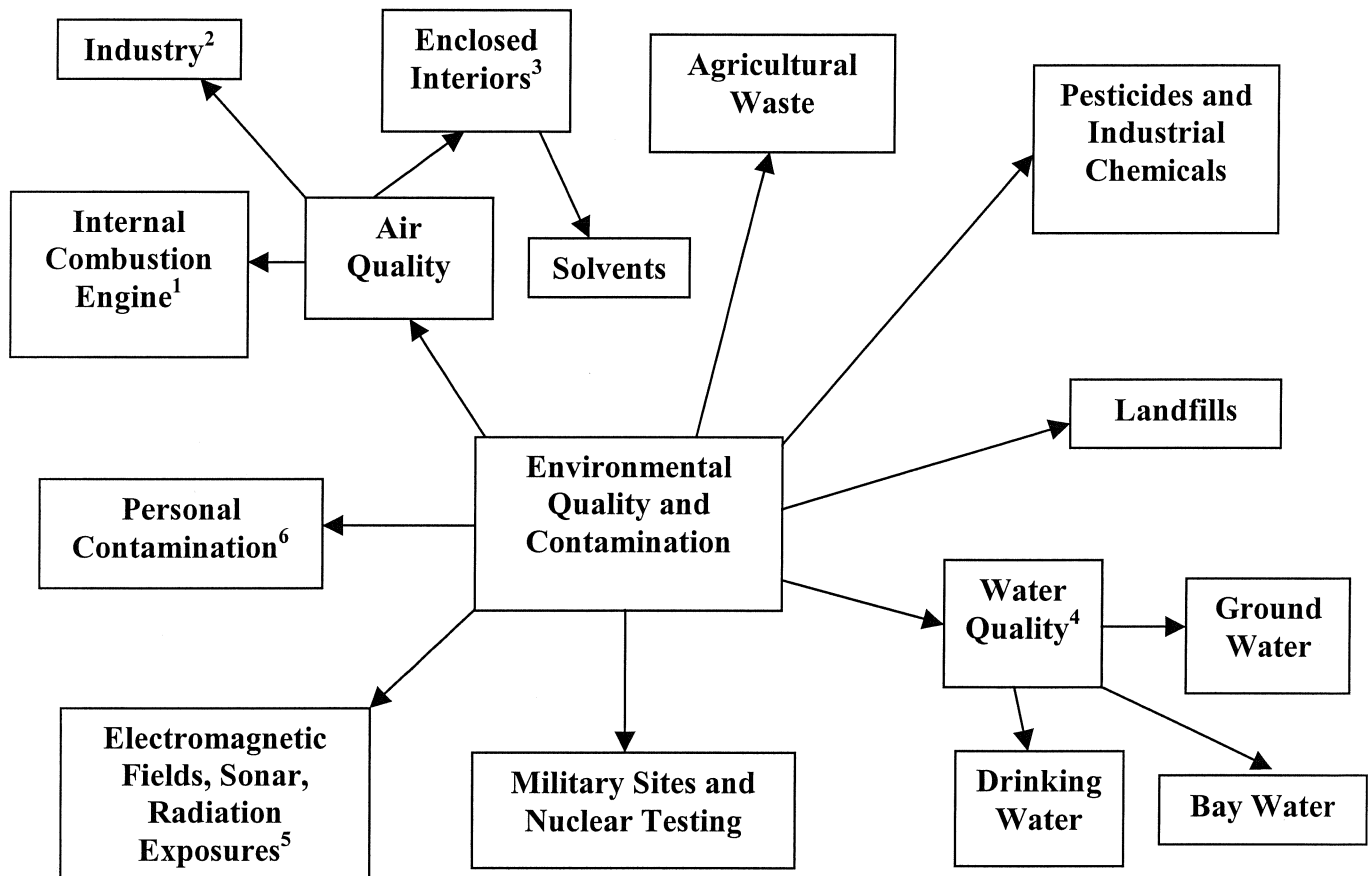 Industry²
Enclosed
Interiors³
Agricultural
Waste
Pesticides and
Industrial
Chemicals
Internal
Combustion
Engine¹
Air
Quality
Solvents
Landfills
Environmental
Quality and
Contamination
Personal
Contamination⁶
Water
Quality⁴
Ground
Water
Electromagnetic
Fields, Sonar,
Radiation
Exposures⁵
Military Sites and
Nuclear Testing
Drinking
Water
Bay Water